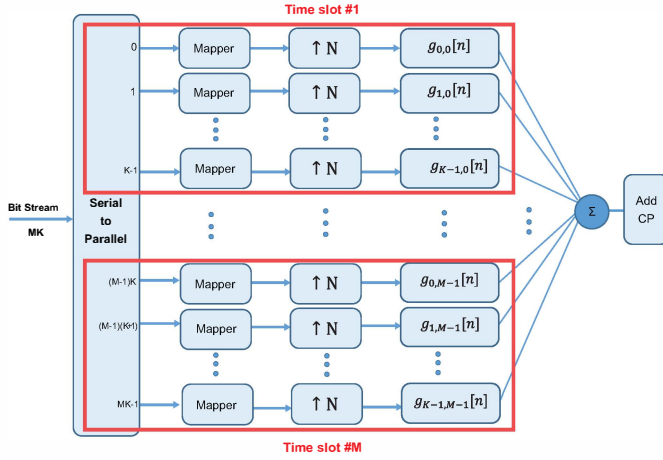 Time slot #1
0
Mapper
↑ N
g_{0,0}[n]
1
Mapper
↑ N
g_{1,0}[n]
K-1
Mapper
↑ N
g_{K−1,0}[n]
Bit Stream
MK
Serial
to
Parallel
Σ
Add
CP
(M-1)K
Mapper
↑ N
g_{0,M−1}[n]
(M-1)(K+1)
Mapper
↑ N
g_{1,M−1}[n]
MK-1
Mapper
↑ N
g_{K−1,M−1}[n]
Time slot #M